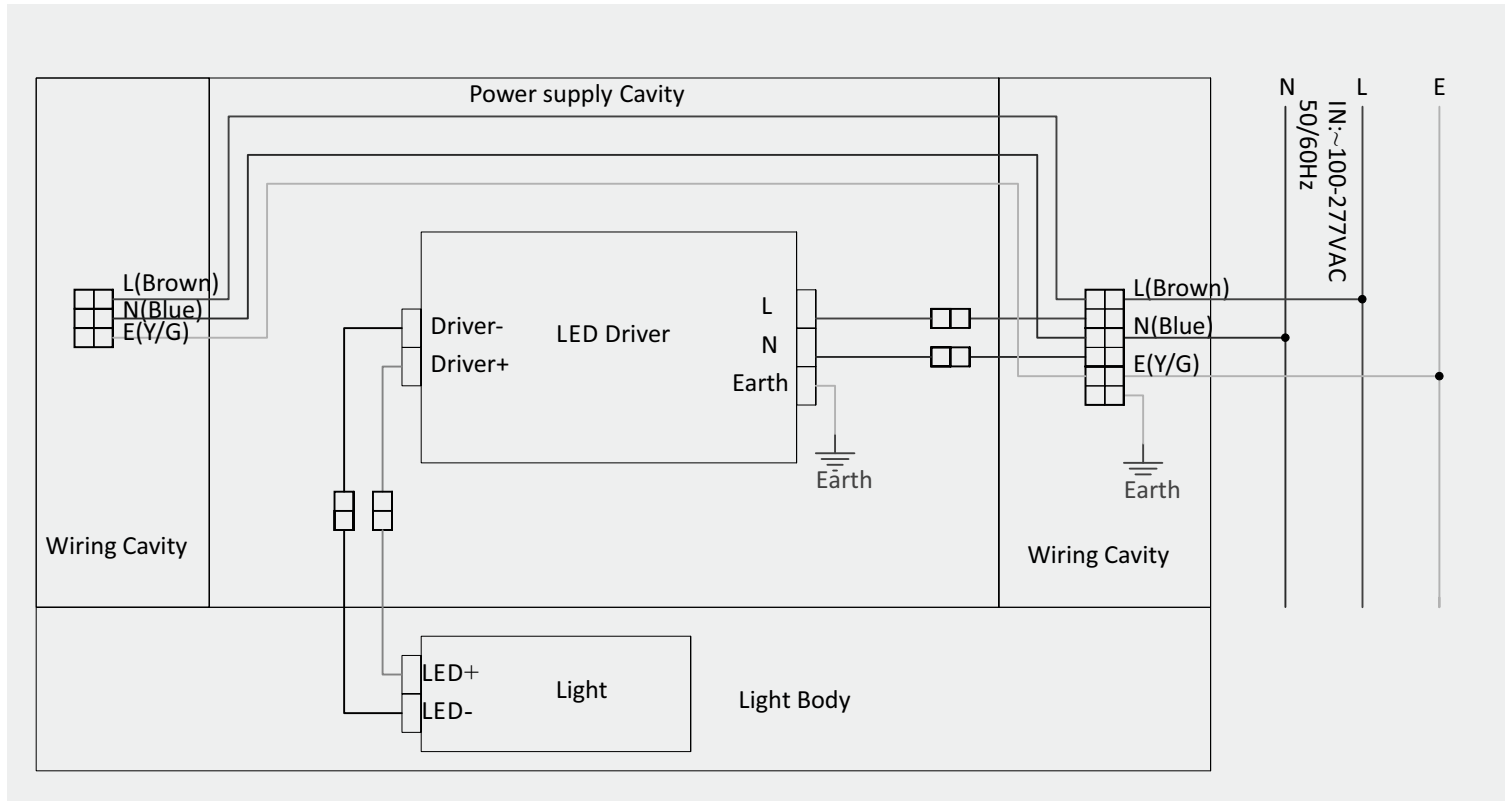 Power supply Cavity
N
L
E
IN:~100-277VAC
50/60Hz
L(Brown)
N(Blue)
E(Y/G)
Driver-
Driver+
LED Driver
L
N
Earth
Earth
L(Brown)
N(Blue)
E(Y/G)
Earth
Wiring Cavity
Wiring Cavity
LED+
LED-
Light
Light Body